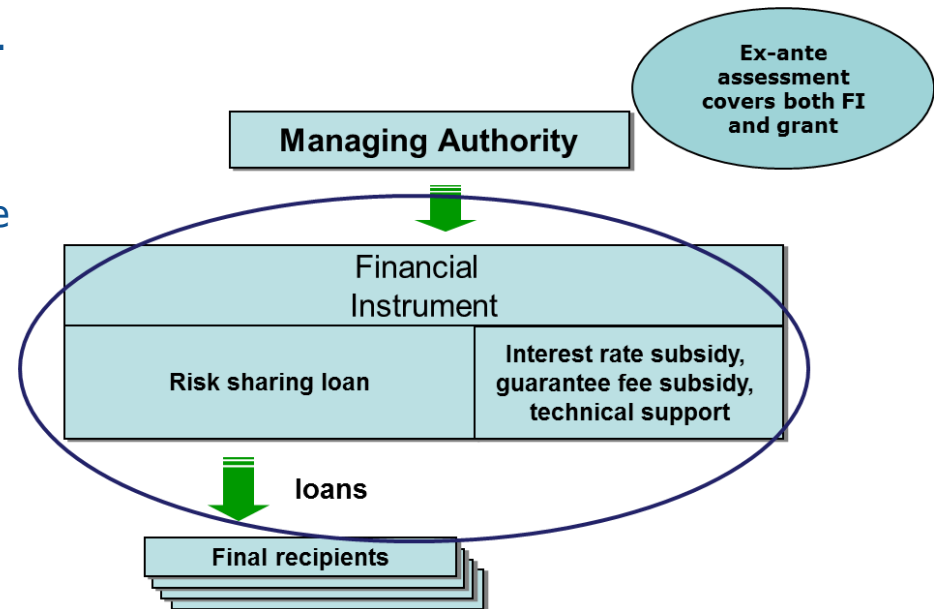 Ex-ante
assessment
covers both FI
and grant
Managing Authority
e
Financial
Instrument
Risk sharing loan
Interest rate subsidy,
guarantee fee subsidy,
technical support
loans
Final recipients